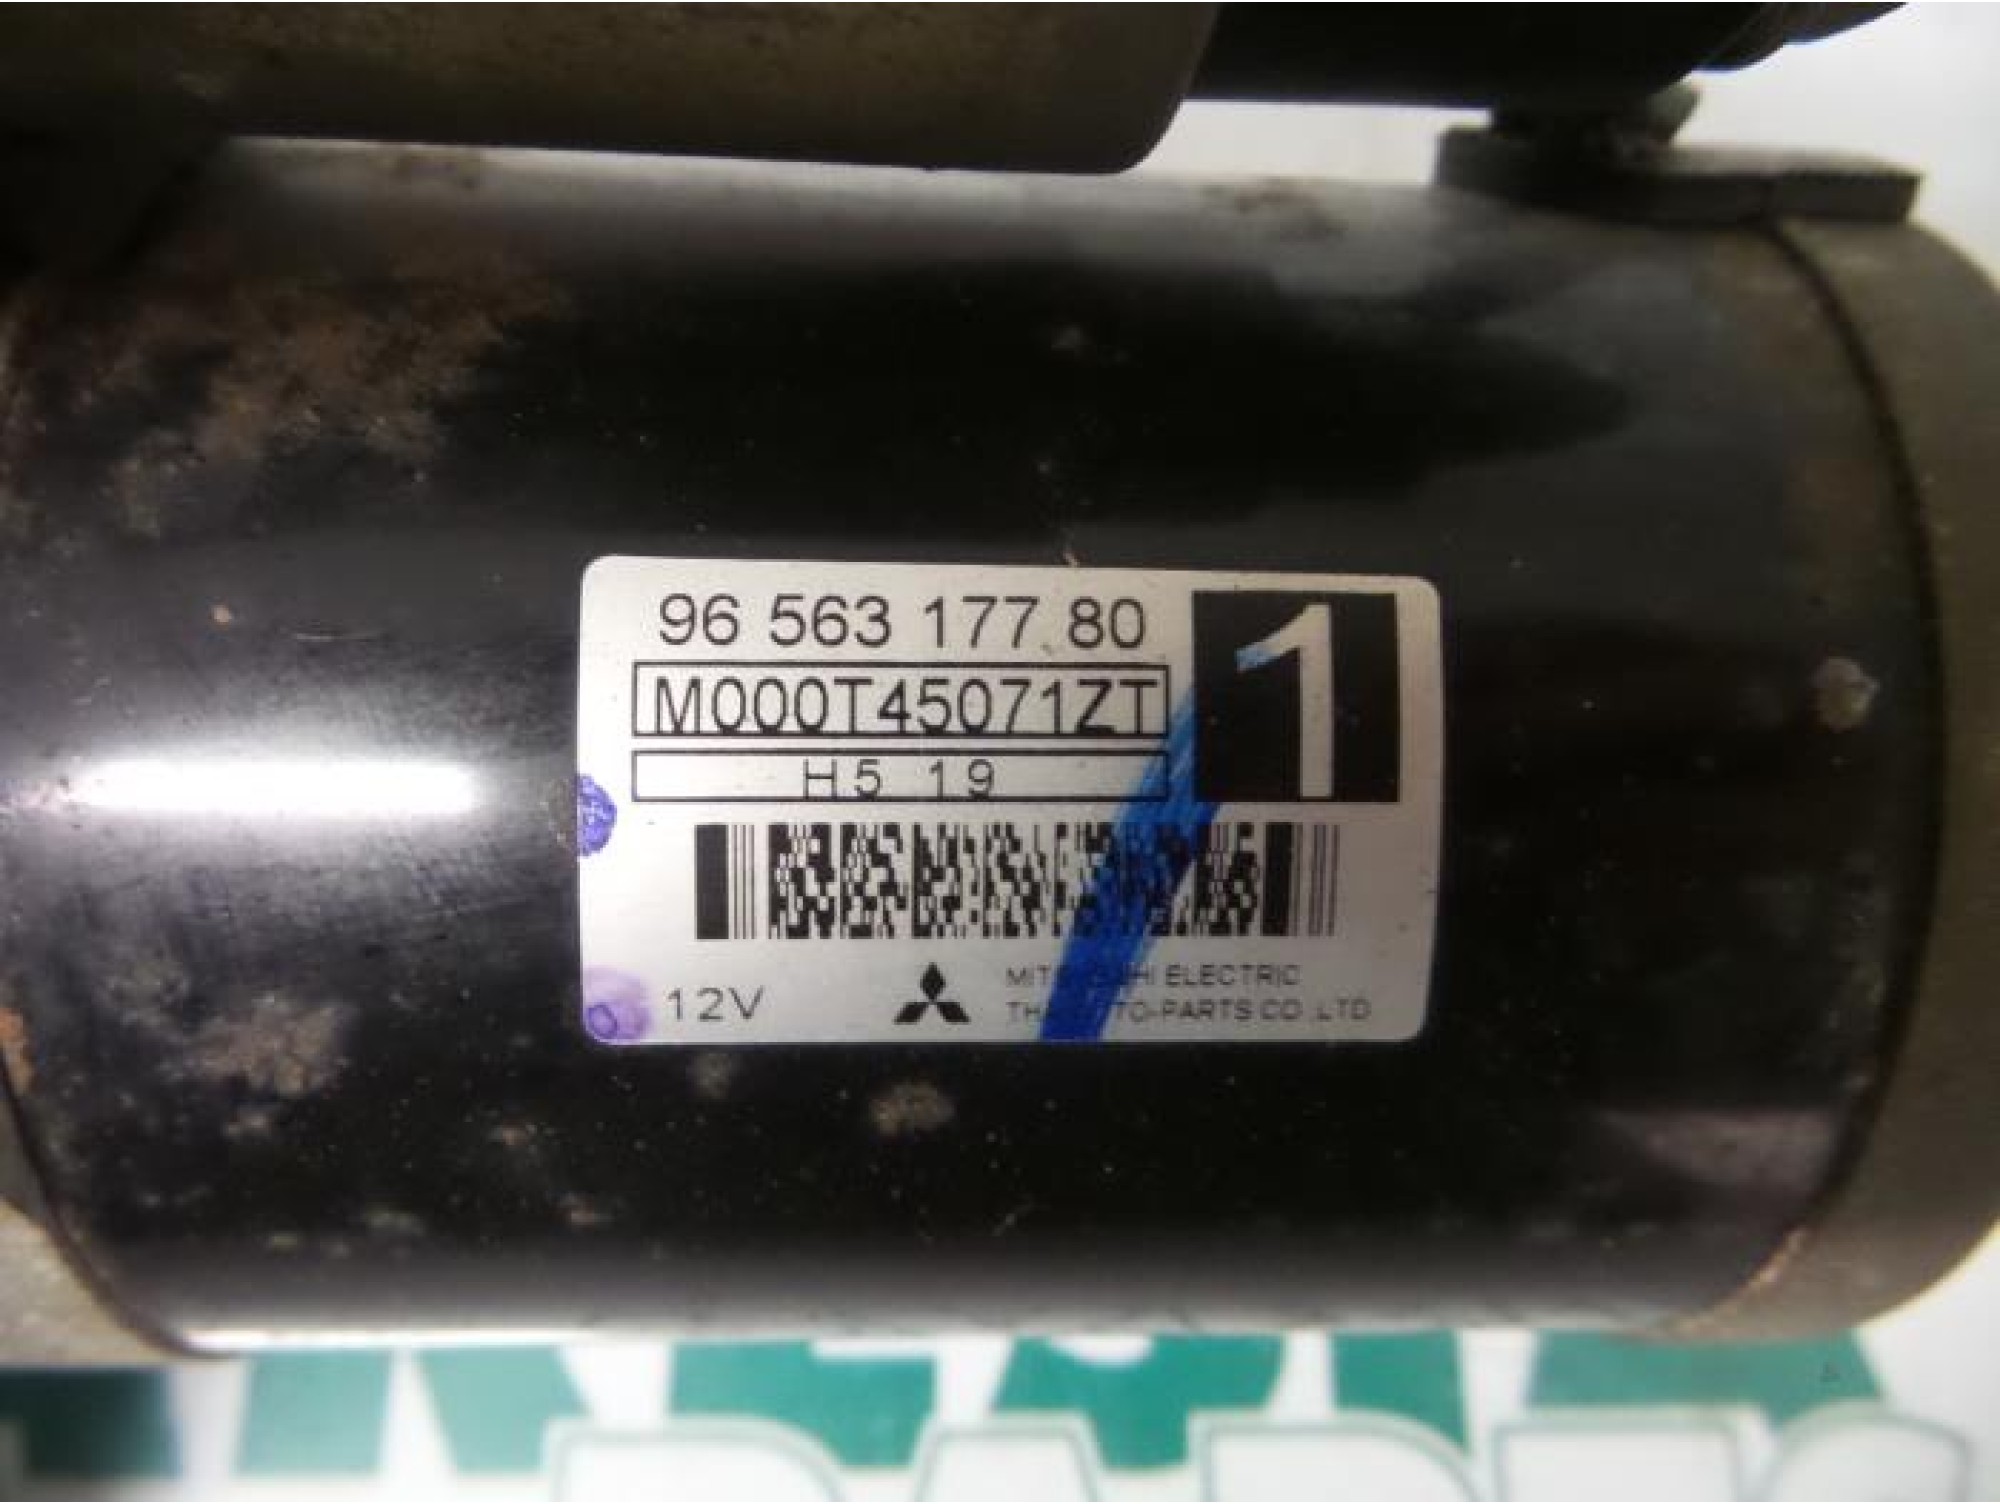 96 563 177 80
1
M000T45071ZT
H5 19
12V
ELECTRIC
-PARTS CO.,LTD